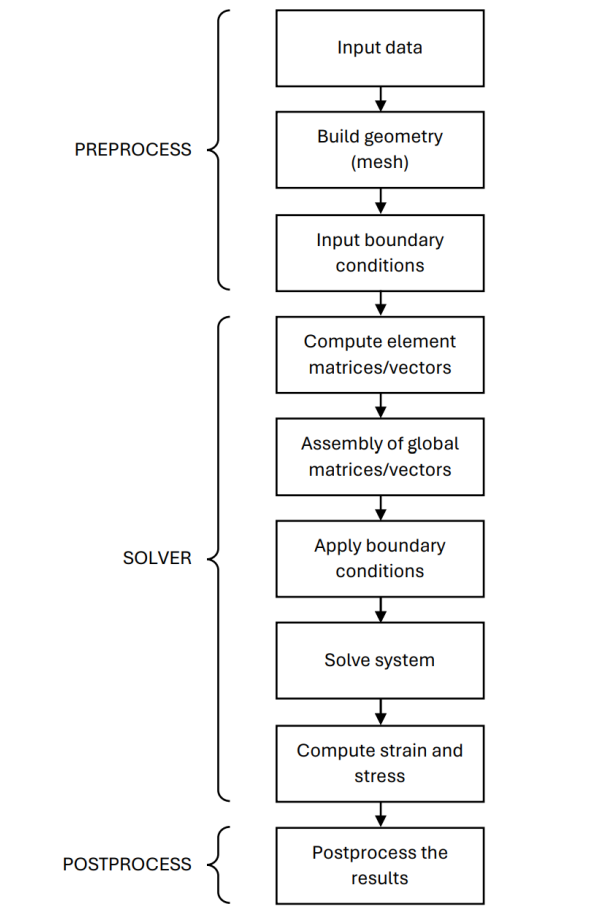 Input data
Build geometry
(mesh)
PREPROCESS
Input boundary
conditions
Compute element
matrices/vectors
Assembly of global
matrices/vectors
SOLVER
Apply boundary
conditions
Solve system
Compute strain and
stress
POSTPROCESS
Postprocess the
results